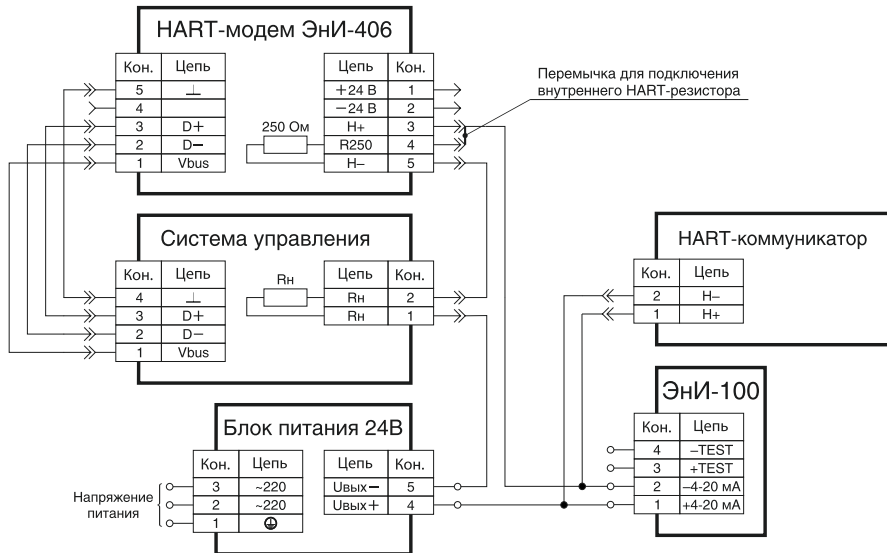 HART-модем ЭнИ-406
Кон. Цепь Цепь Кон.
5 ⊥ +24 В 1
4 −24 В 2
3 D+ 250 Ом H+ 3
2 D− R250 4
1 Vbus H− 5
Перемычка для подключения
внутреннего HART-резистора
Система управления
Кон. Цепь Rн Цепь Кон.
4 ⊥ Rн 2
3 D+ Rн 1
2 D−
1 Vbus
HART-коммуникатор
Кон. Цепь
2 H−
1 H+
Блок питания 24В
Кон. Цепь Цепь Кон.
3 ~220 Uвых− 5
2 ~220 Uвых+ 4
1
Напряжение
питания
ЭнИ-100
Кон. Цепь
4 −TEST
3 +TEST
2 −4-20 мА
1 +4-20 мА